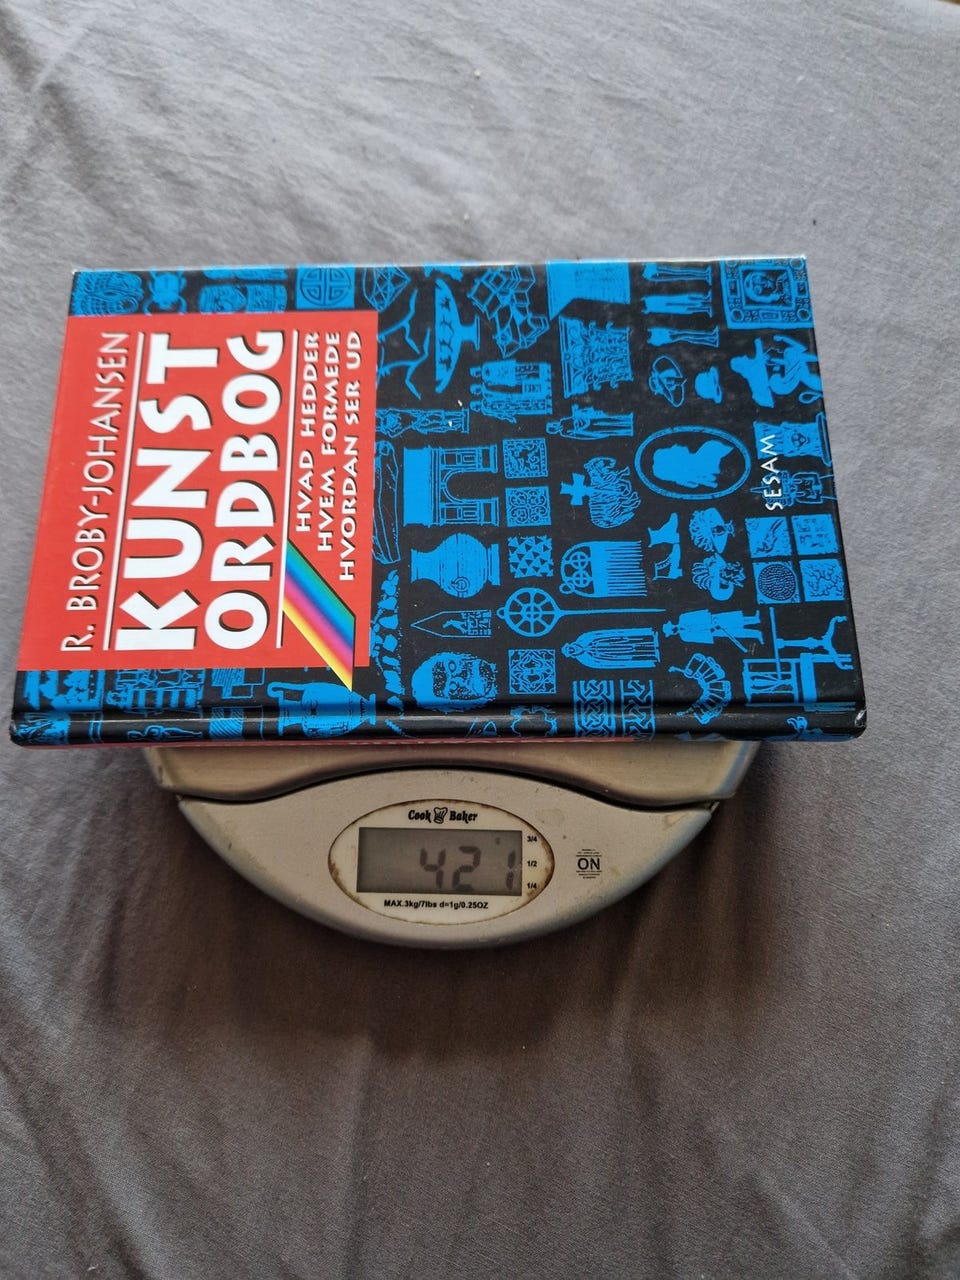 R. BROBY-JOHANSEN
KUNST
ORDBOG
HVAD HEDDER
HVEM FORMEDE
HVORDAN SER UD
SESAM
Cook Baker
421
3/4
1/2
1/4
MAX.3kg/7lbs d=1g/0.25OZ
ON